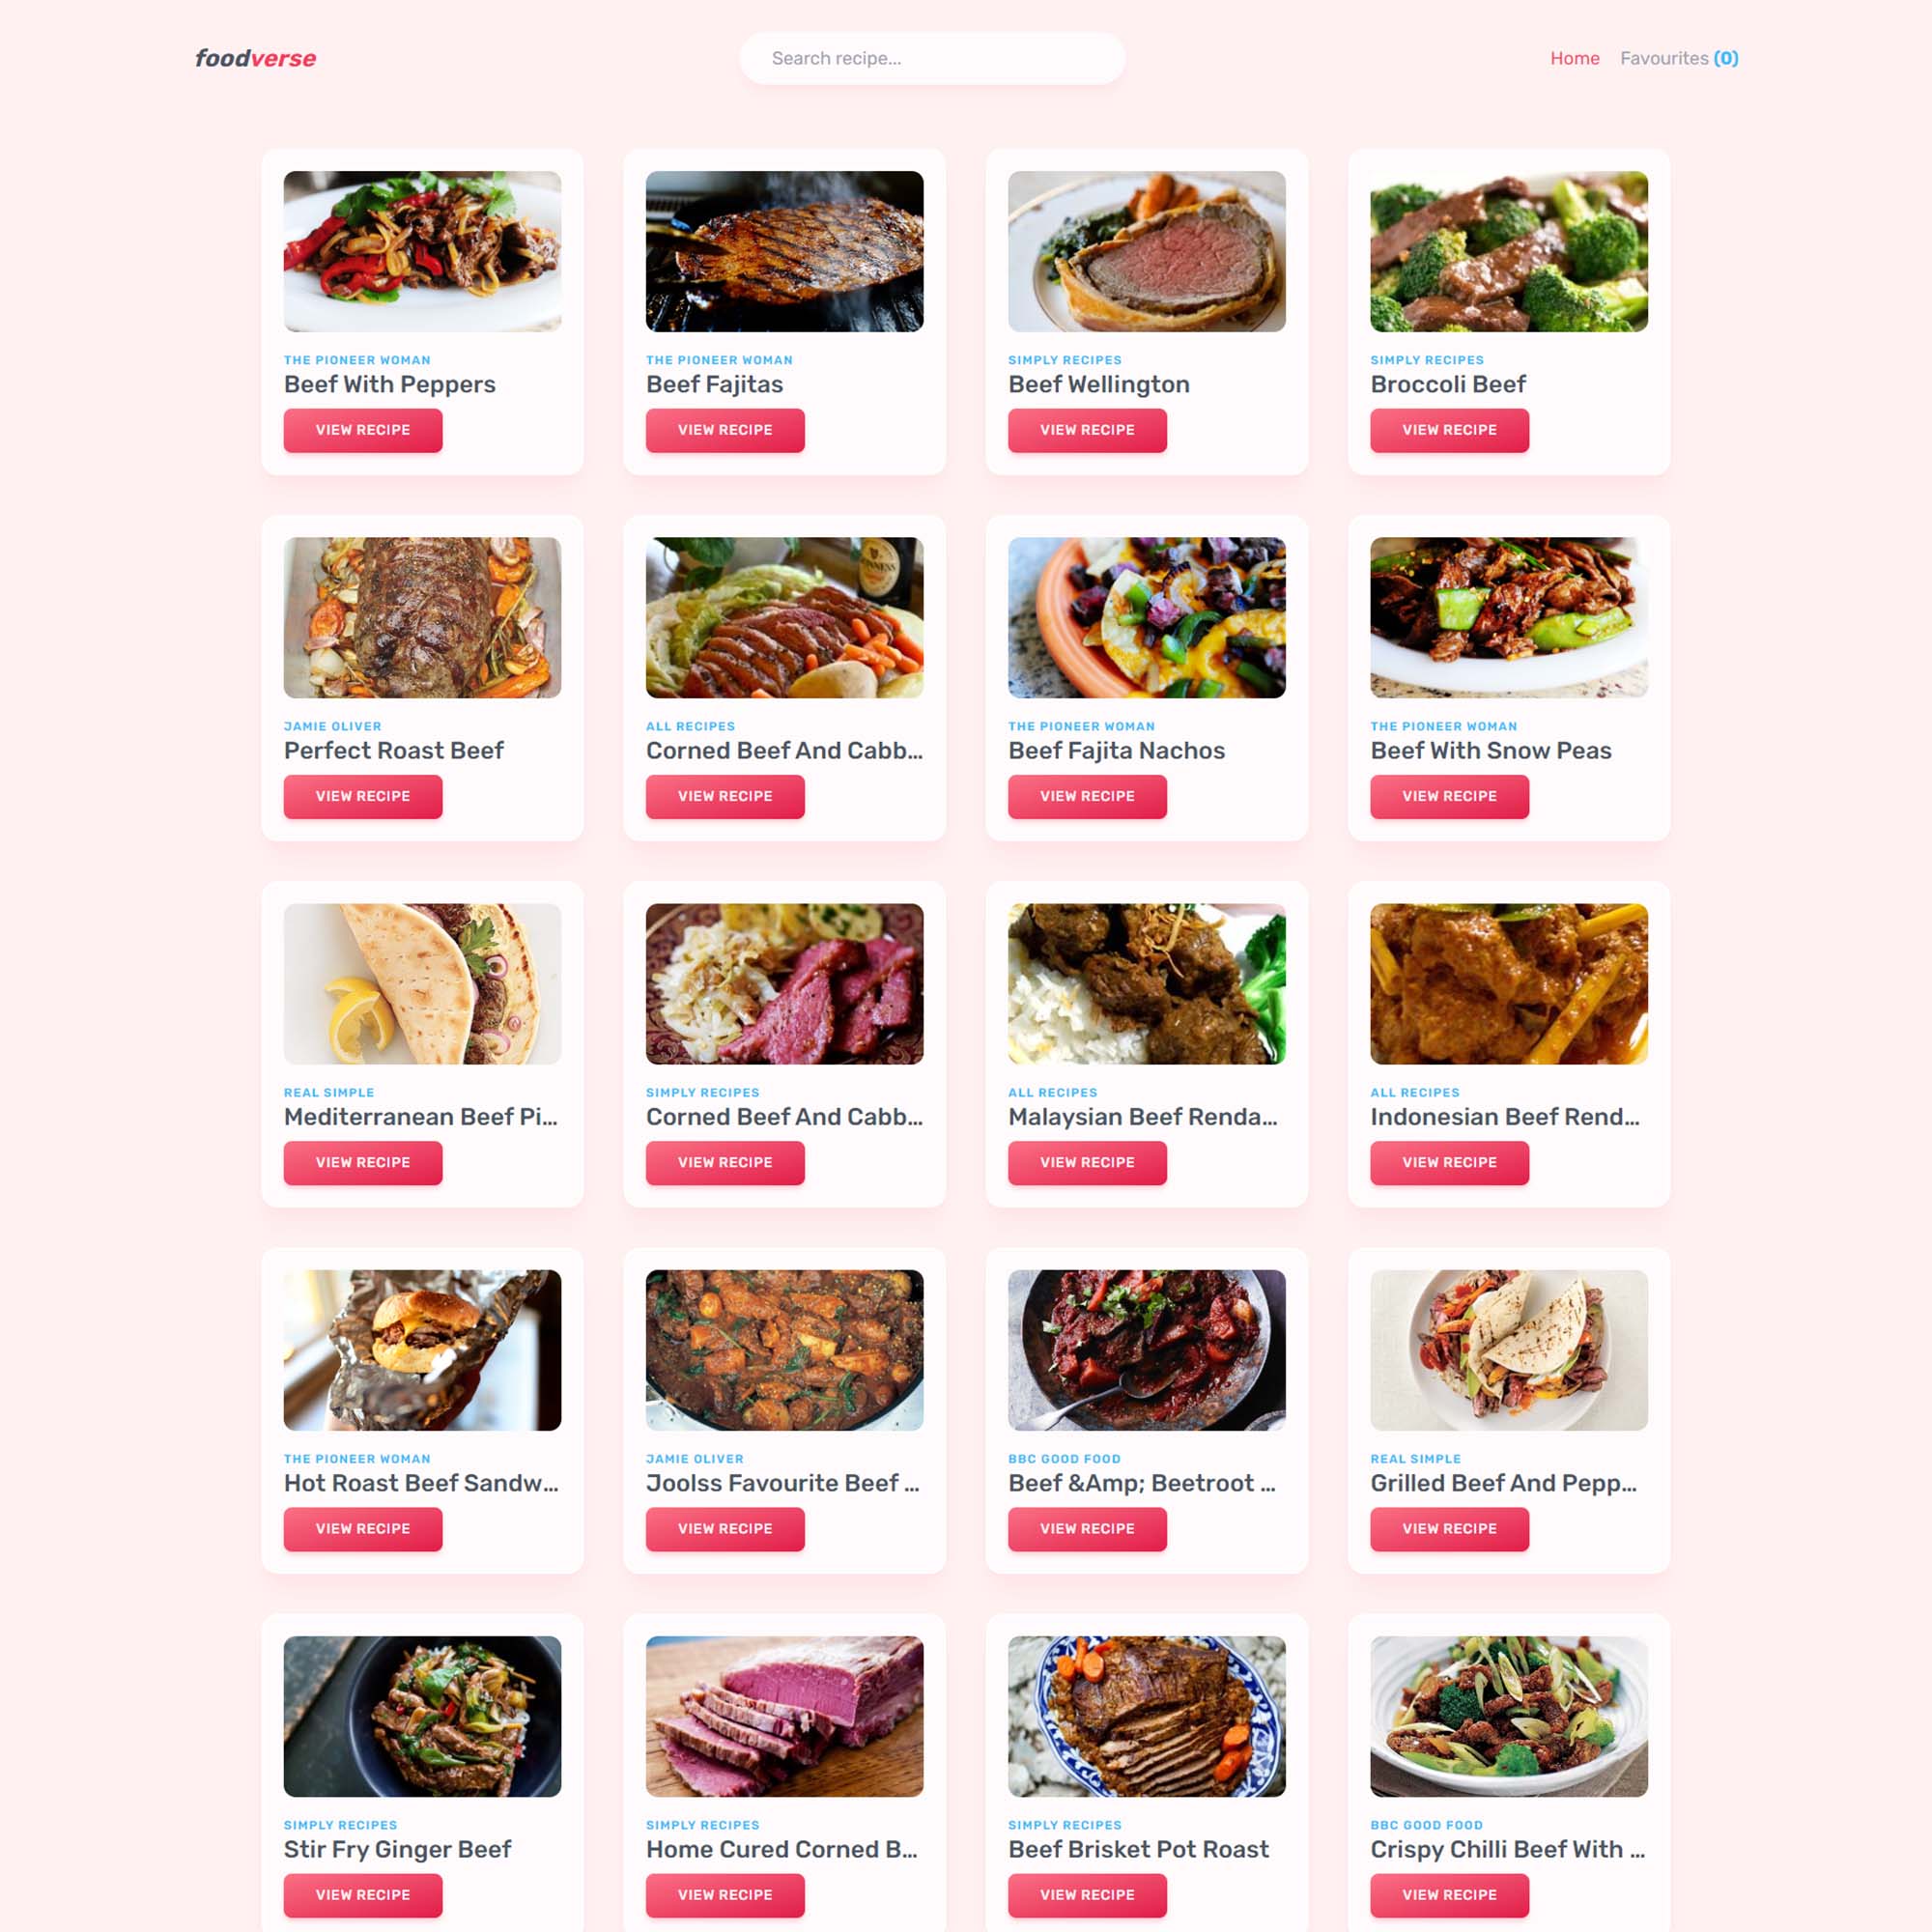 foodverse
Search recipe...
Home Favourites (0)
THE PIONEER WOMAN
Beef With Peppers
VIEW RECIPE
THE PIONEER WOMAN
Beef Fajitas
VIEW RECIPE
SIMPLY RECIPES
Beef Wellington
VIEW RECIPE
SIMPLY RECIPES
Broccoli Beef
VIEW RECIPE
JAMIE OLIVER
Perfect Roast Beef
VIEW RECIPE
GUINNESS
ALL RECIPES
Corned Beef And Cabb...
VIEW RECIPE
THE PIONEER WOMAN
Beef Fajita Nachos
VIEW RECIPE
THE PIONEER WOMAN
Beef With Snow Peas
VIEW RECIPE
REAL SIMPLE
Mediterranean Beef Pi...
VIEW RECIPE
SIMPLY RECIPES
Corned Beef And Cabb...
VIEW RECIPE
ALL RECIPES
Malaysian Beef Renda...
VIEW RECIPE
ALL RECIPES
Indonesian Beef Rend...
VIEW RECIPE
THE PIONEER WOMAN
Hot Roast Beef Sandw...
VIEW RECIPE
JAMIE OLIVER
Joolss Favourite Beef ...
VIEW RECIPE
BBC GOOD FOOD
Beef &Amp; Beetroot ...
VIEW RECIPE
REAL SIMPLE
Grilled Beef And Pepp...
VIEW RECIPE
SIMPLY RECIPES
Stir Fry Ginger Beef
VIEW RECIPE
SIMPLY RECIPES
Home Cured Corned B...
VIEW RECIPE
SIMPLY RECIPES
Beef Brisket Pot Roast
VIEW RECIPE
BBC GOOD FOOD
Crispy Chilli Beef With ...
VIEW RECIPE